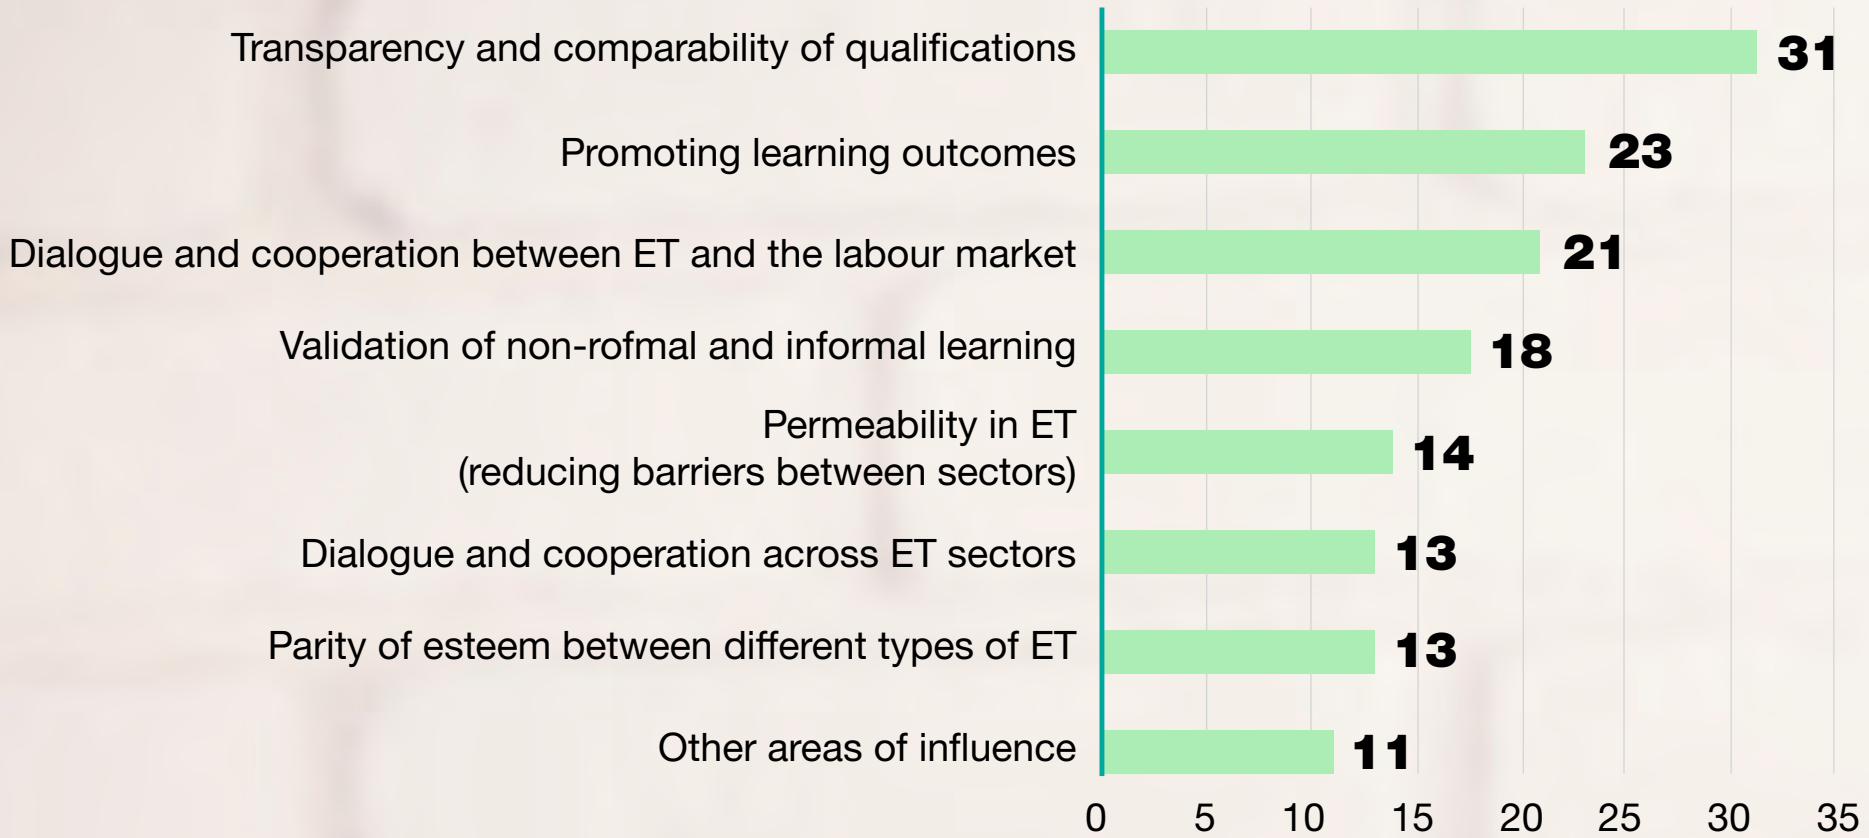 Transparency and comparability of qualifications 31
Promoting learning outcomes 23
Dialogue and cooperation between ET and the labour market 21
Validation of non-rofmal and informal learning 18
Permeability in ET
(reducing barriers between sectors) 14
Dialogue and cooperation across ET sectors 13
Parity of esteem between different types of ET 13
Other areas of influence 11
0 5 10 15 20 25 30 35